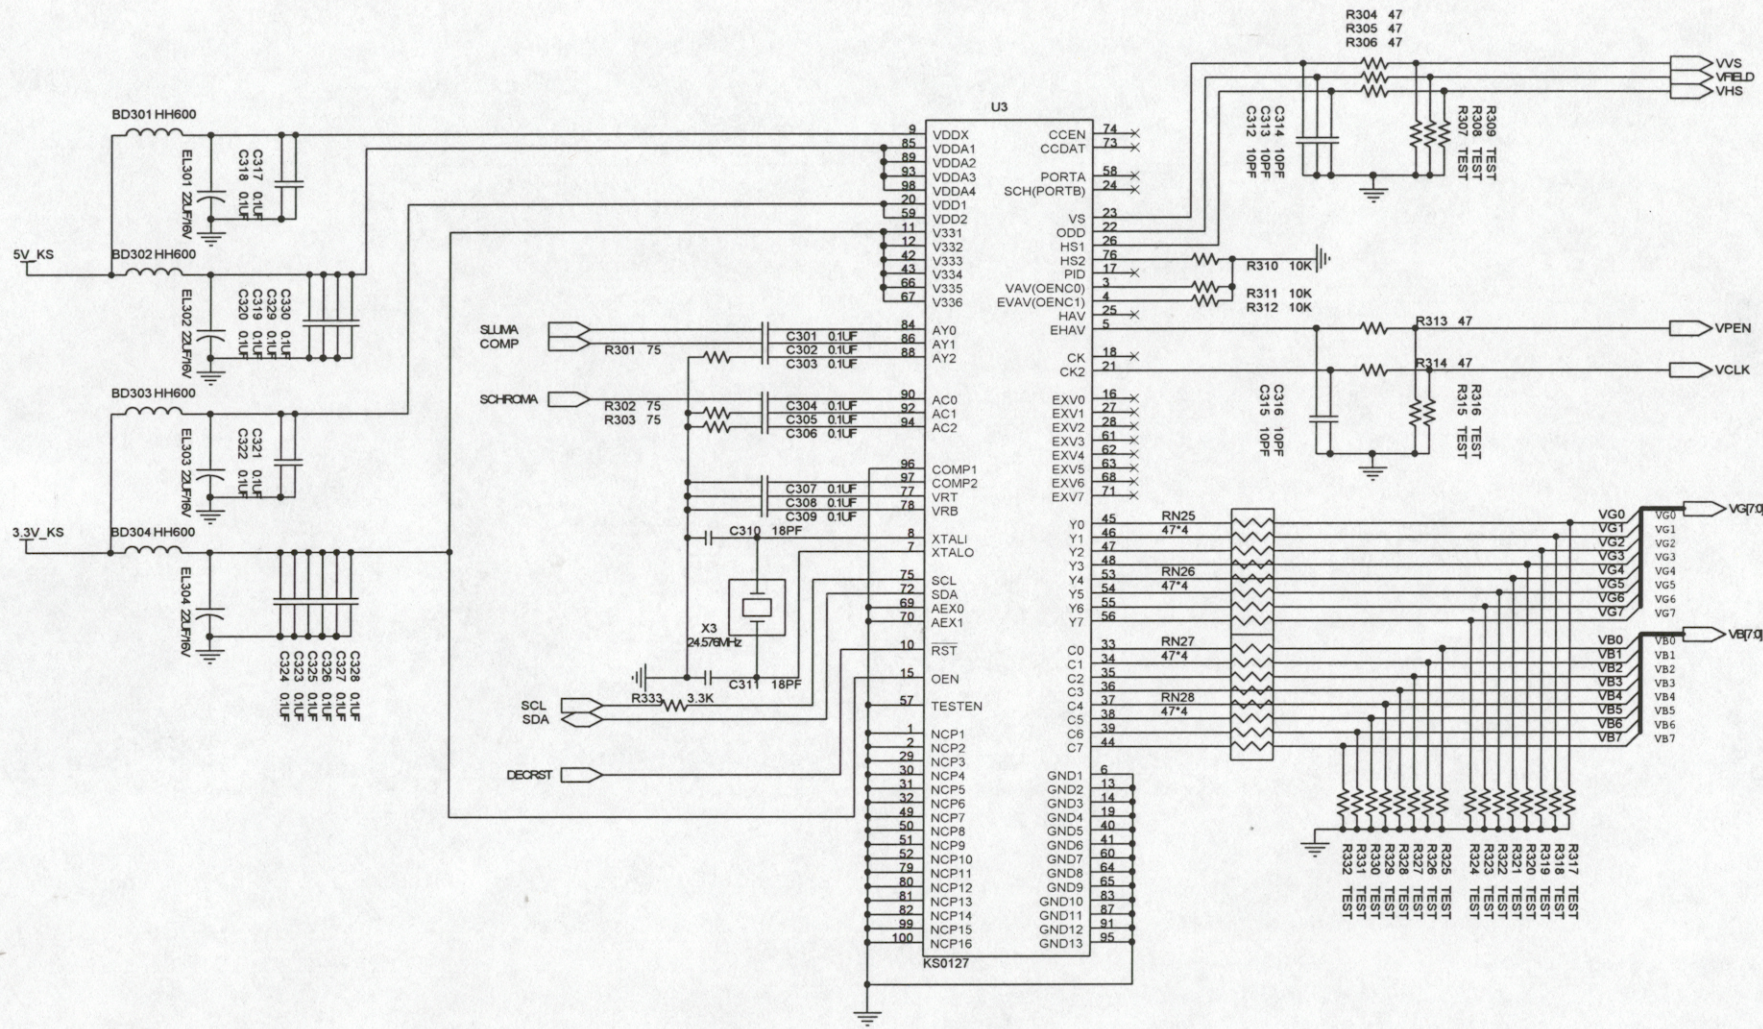 R304 47
R305 47
R306 47
VVS
VFIELD
VHS
U3
BD301 HH600
EL301 22UF/16V
C318 0.1UF
C317 0.1UF
C312 10PF
C313 10PF
C314 10PF
R307 TEST
R308 TEST
R309 TEST
9 VDDX
85 VDDA1
89 VDDA2
93 VDDA3
98 VDDA4
20 VDD1
59 VDD2
11 V331
12 V332
42 V333
43 V334
66 V335
67 V336
CCEN 74
CCDAT 73
PORTA 58
SCH(PORTB) 24
VS 23
ODD 22
HS1 26
HS2 76
PID 17
VAV(OENC0) 3
EVAV(OENC1) 4
HAV 25
EHAV 5
R310 10K
R311 10K
R312 10K
5V_KS
BD302 HH600
EL302 22UF/16V
C320 0.1UF
C319 0.1UF
C329 0.1UF
C330 0.1UF
SLUMA
COMP
R301 75
C301 0.1UF
C302 0.1UF
C303 0.1UF
84 AY0
86 AY1
88 AY2
CK 18
CK2 21
R313 47
R314 47
VPEN
VCLK
C315 10PF
C316 10PF
R315 TEST
R316 TEST
BD303 HH600
EL303 22UF/16V
C322 0.1UF
C321 0.1UF
SCHROMA
R302 75
R303 75
C304 0.1UF
C305 0.1UF
C306 0.1UF
90 AC0
92 AC1
94 AC2
EXV0 16
EXV1 27
EXV2 28
EXV3 61
EXV4 62
EXV5 63
EXV6 68
EXV7 71
96 COMP1
97 COMP2
77 VRT
78 VRB
C307 0.1UF
C308 0.1UF
C309 0.1UF
C310 18PF
8 XTALI
7 XTALO
3.3V_KS
BD304 HH600
EL304 22UF/16V
C324 0.1UF
C323 0.1UF
C325 0.1UF
C326 0.1UF
C327 0.1UF
C328 0.1UF
X3
24.576MHz
C311 18PF
75 SCL
72 SDA
69 AEX0
70 AEX1
10 RST
15 OEN
57 TESTEN
R333 3.3K
SCL
SDA
DECRST
Y0 45
Y1 46
Y2 47
Y3 48
Y4 53
Y5 54
Y6 55
Y7 56
RN25
47*4
RN26
47*4
VG0 VG0
VG1 VG1
VG2 VG2
VG3 VG3
VG4 VG4
VG5 VG5
VG6 VG6
VG7 VG7
VG[7:0]
C0 33
C1 34
C2 35
C3 36
C4 37
C5 38
C6 39
C7 44
RN27
47*4
RN28
47*4
VB0 VB0
VB1 VB1
VB2 VB2
VB3 VB3
VB4 VB4
VB5 VB5
VB6 VB6
VB7 VB7
VB[7:0]
1 NCP1
2 NCP2
29 NCP3
30 NCP4
31 NCP5
32 NCP6
49 NCP7
50 NCP8
51 NCP9
52 NCP10
79 NCP11
80 NCP12
81 NCP13
82 NCP14
99 NCP15
100 NCP16
GND1 6
GND2 13
GND3 14
GND4 19
GND5 40
GND6 41
GND7 60
GND8 64
GND9 65
GND10 83
GND11 87
GND12 91
GND13 95
KS0127
R332 TEST
R331 TEST
R330 TEST
R329 TEST
R328 TEST
R327 TEST
R326 TEST
R325 TEST
R324 TEST
R323 TEST
R322 TEST
R321 TEST
R320 TEST
R319 TEST
R318 TEST
R317 TEST